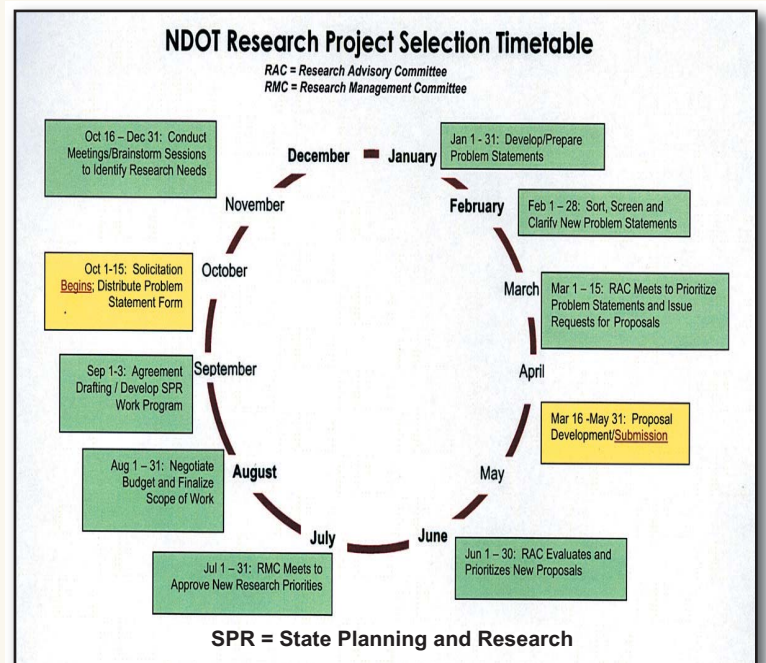 NDOT Research Project Selection Timetable
RAC = Research Advisory Committee
RMC = Research Management Committee
December
January
Jan 1 - 31: Develop/Prepare
Problem Statements
February
Feb 1 – 28: Sort, Screen and
Clarify New Problem Statements
March
Mar 1 – 15: RAC Meets to Prioritize
Problem Statements and Issue
Requests for Proposals
April
Mar 16 -May 31: Proposal
Development/Submission
May
June
Jun 1 – 30: RAC Evaluates and
Prioritizes New Proposals
July
Jul 1 – 31: RMC Meets to
Approve New Research Priorities
August
Aug 1 – 31: Negotiate
Budget and Finalize
Scope of Work
September
Sep 1-3: Agreement
Drafting / Develop SPR
Work Program
October
Oct 1-15: Solicitation
Begins; Distribute Problem
Statement Form
November
Oct 16 – Dec 31: Conduct
Meetings/Brainstorm Sessions
to Identify Research Needs
SPR = State Planning and Research